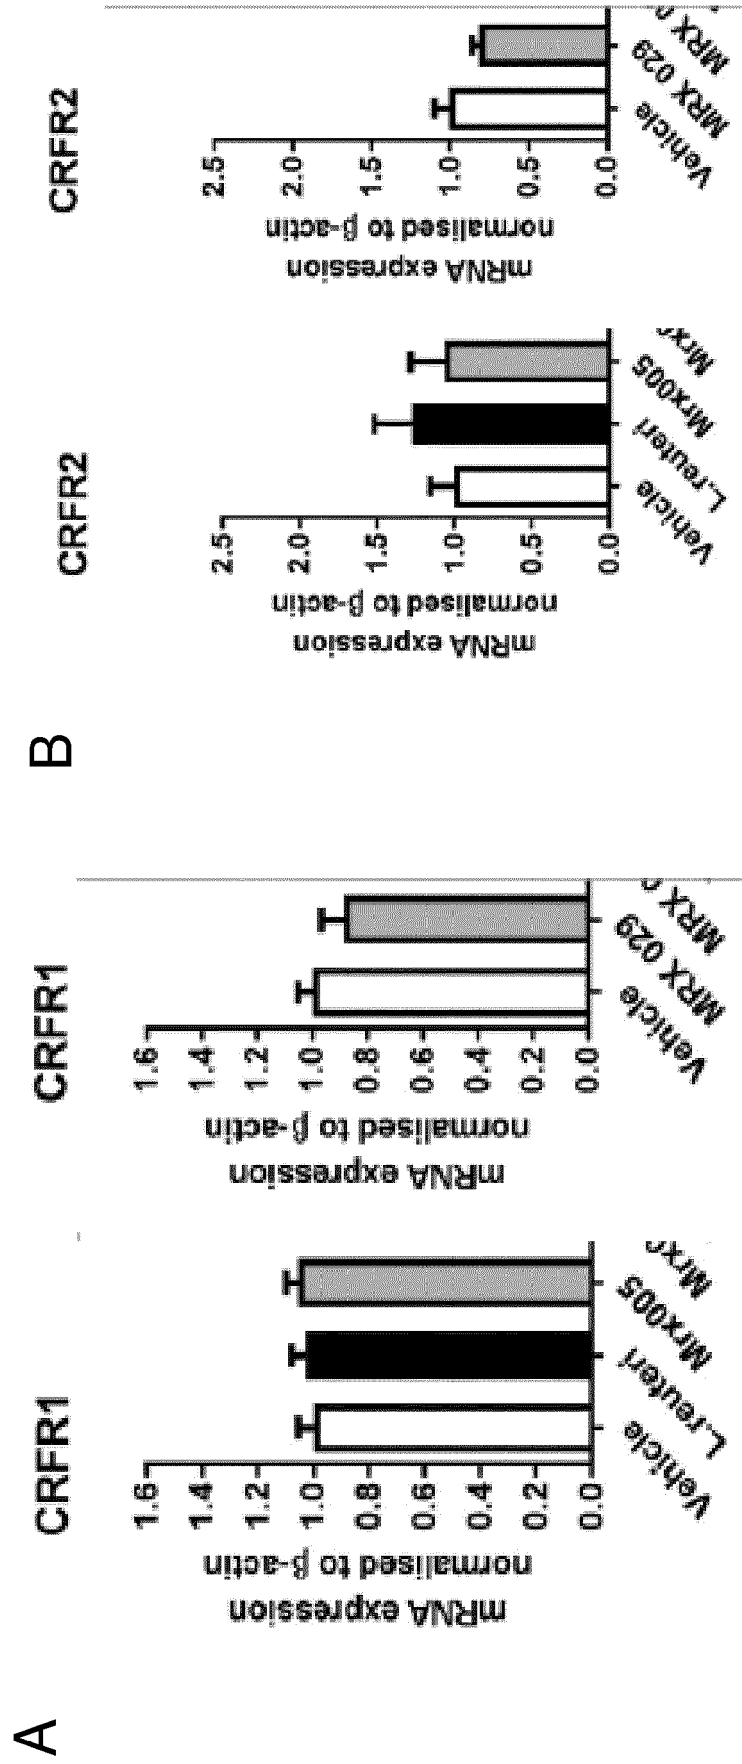 A
CRFR1
mRNA expression
normalised to β-actin
1.6
1.4
1.2
1.0
0.8
0.6
0.4
0.2
0.0
Vehicle
L.reuteri
Mrx005
CRFR1
mRNA expression
normalised to β-actin
1.6
1.4
1.2
1.0
0.8
0.6
0.4
0.2
0.0
Vehicle
MRX 029
MRX
B
CRFR2
mRNA expression
normalised to β-actin
2.5
2.0
1.5
1.0
0.5
0.0
Vehicle
L.reuteri
Mrx005
CRFR2
mRNA expression
normalised to β-actin
2.5
2.0
1.5
1.0
0.5
0.0
Vehicle
MRX 029
MRX